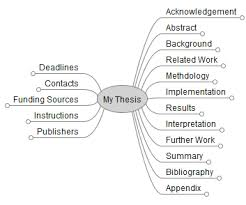 Acknowledgement
Abstract
Background
Related Work
Methdology
Implementation
Results
Interpretation
Further Work
Summary
Bibliography
Appendix
My Thesis
Deadlines
Contacts
Funding Sources
Instructions
Publishers